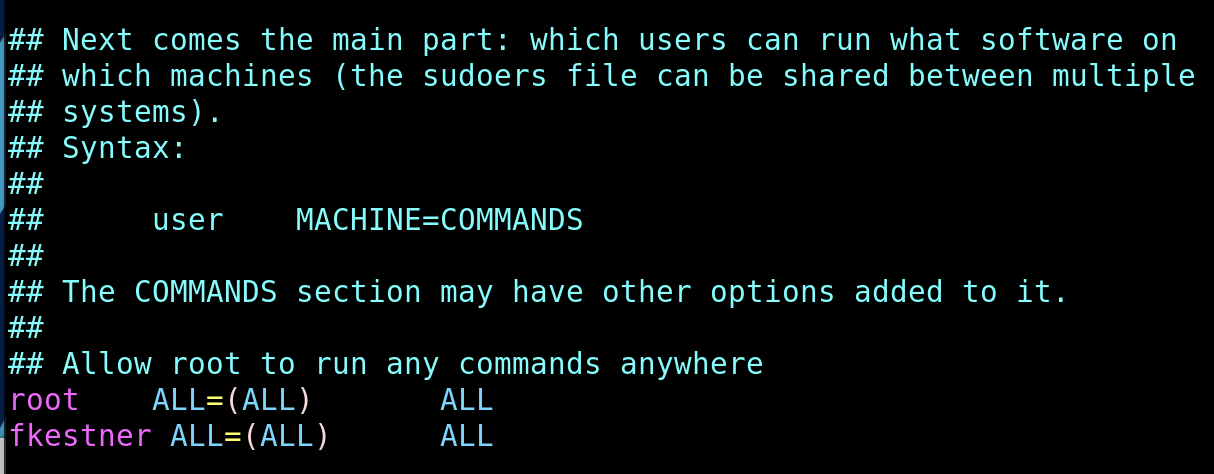 ## Next comes the main part: which users can run what software on
## which machines (the sudoers file can be shared between multiple
## systems).
## Syntax:
##
##      user    MACHINE=COMMANDS
##
## The COMMANDS section may have other options added to it.
##
## Allow root to run any commands anywhere
root    ALL=(ALL)       ALL
fkestner ALL=(ALL)      ALL